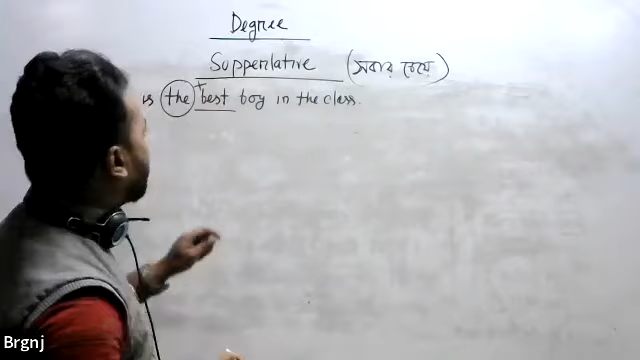 Degree
Supperlative (সবার চেয়ে)
is the + best boy in the class.
Brgnj